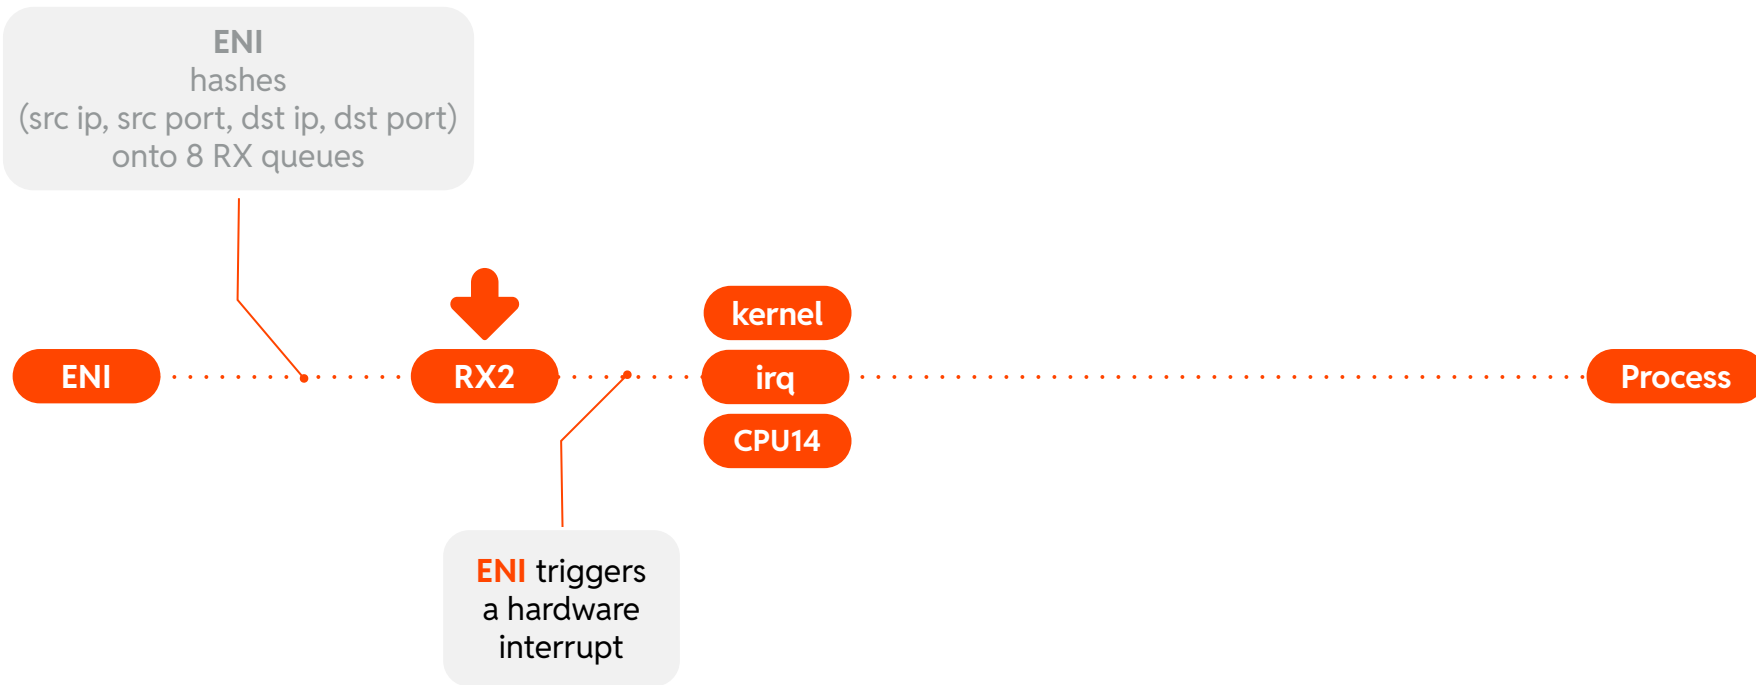 ENI
hashes
(src ip, src port, dst ip, dst port)
onto 8 RX queues
ENI
RX2
kernel
irq
CPU14
Process
ENI triggers
a hardware
interrupt